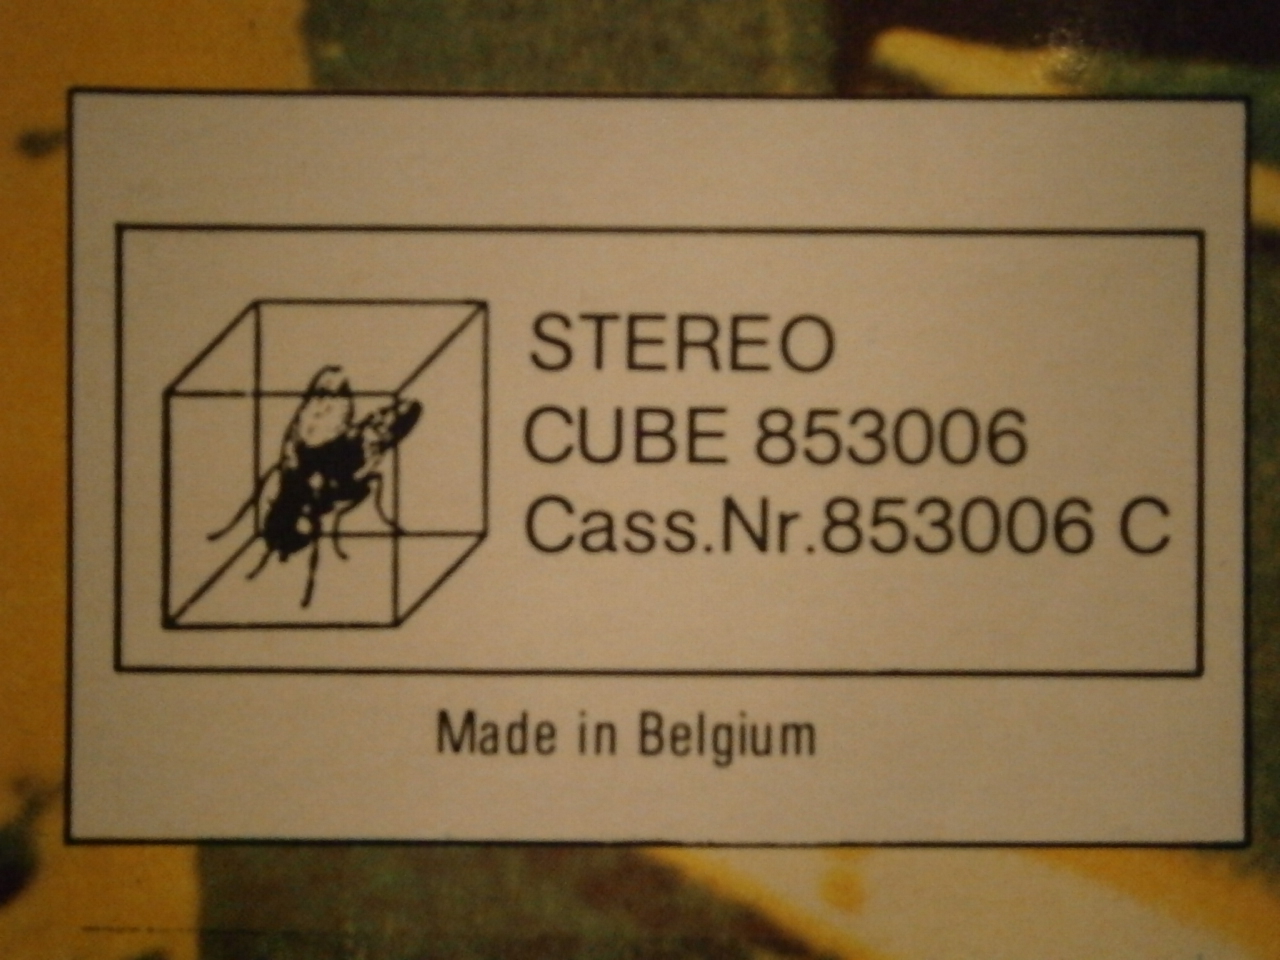 STEREO
CUBE 853006
Cass.Nr.853006 C
Made in Belgium